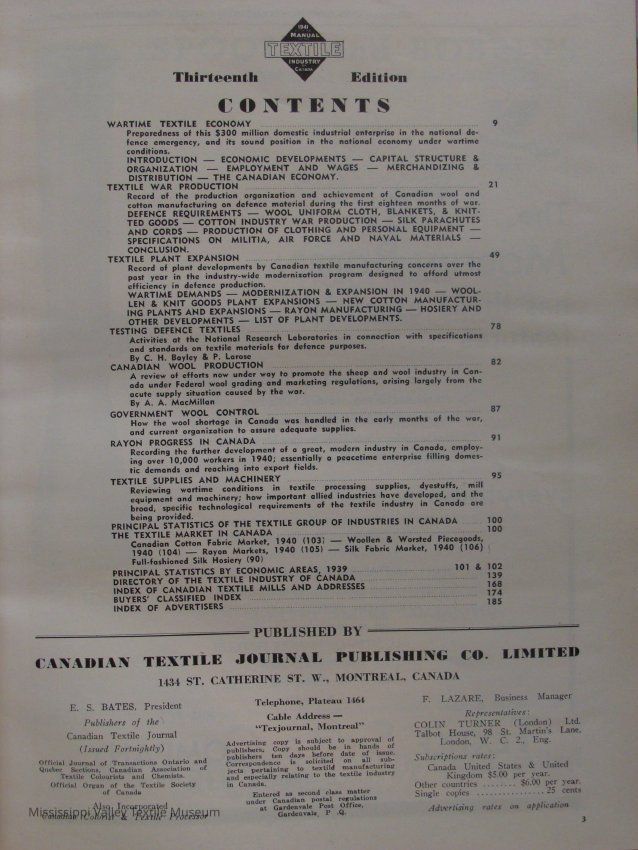 1941
MANUAL
TEXTILE
INDUSTRY
CANADA
Thirteenth Edition
CONTENTS
WARTIME TEXTILE ECONOMY 9
Preparedness of this $300 million domestic industrial enterprise in the national de-
fence emergency, and its sound position in the national economy under wartime
conditions.
INTRODUCTION — ECONOMIC DEVELOPMENTS — CAPITAL STRUCTURE &
ORGANIZATION — EMPLOYMENT AND WAGES — MERCHANDIZING &
DISTRIBUTION — THE CANADIAN ECONOMY.
TEXTILE WAR PRODUCTION 21
Record of the production organization and achievement of Canadian wool and
cotton manufacturing on defence material during the first eighteen months of war.
DEFENCE REQUIREMENTS — WOOL UNIFORM CLOTH, BLANKETS, & KNIT-
TED GOODS — COTTON INDUSTRY WAR PRODUCTION — SILK PARACHUTES
AND CORDS — PRODUCTION OF CLOTHING AND PERSONAL EQUIPMENT —
SPECIFICATIONS ON MILITIA, AIR FORCE AND NAVAL MATERIALS —
CONCLUSION.
TEXTILE PLANT EXPANSION 49
Record of plant developments by Canadian textile manufacturing concerns over the
past year in the industry-wide modernization program designed to afford utmost
efficiency in defence production.
WARTIME DEMANDS — MODERNIZATION & EXPANSION IN 1940 — WOOL-
LEN & KNIT GOODS PLANT EXPANSIONS — NEW COTTON MANUFACTUR-
ING PLANTS AND EXPANSIONS — RAYON MANUFACTURING — HOSIERY AND
OTHER DEVELOPMENTS — LIST OF PLANT DEVELOPMENTS.
TESTING DEFENCE TEXTILES 78
Activities at the National Research Laboratories in connection with specifications
and standards on textile materials for defence purposes.
By C. H. Bayley & P. Larose
CANADIAN WOOL PRODUCTION 82
A review of efforts now under way to promote the sheep and wool industry in Can-
ada under Federal wool grading and marketing regulations, arising largely from the
acute supply situation caused by the war.
By A. A. MacMillan
GOVERNMENT WOOL CONTROL 87
How the wool shortage in Canada was handled in the early months of the war,
and current organization to assure adequate supplies.
RAYON PROGRESS IN CANADA 91
Recording the further development of a great, modern industry in Canada, employ-
ing over 10,000 workers in 1940; essentially a peacetime enterprise filling domes-
tic demands and reaching into export fields.
TEXTILE SUPPLIES AND MACHINERY 95
Reviewing wartime conditions in textile processing supplies, dyestuffs, mill
equipment and machinery; how important allied industries have developed, and the
broad, specific technological requirements of the textile industry in Canada are
being provided.
PRINCIPAL STATISTICS OF THE TEXTILE GROUP OF INDUSTRIES IN CANADA 100
THE TEXTILE MARKET IN CANADA 100
Canadian Cotton Fabric Market, 1940 (103) — Woollen & Worsted Piecegoods,
1940 (104) — Rayon Markets, 1940 (105) — Silk Fabric Market, 1940 (106)
Full-fashioned Silk Hosiery (90)
PRINCIPAL STATISTICS BY ECONOMIC AREAS, 1939 101 & 102
DIRECTORY OF THE TEXTILE INDUSTRY OF CANADA 139
INDEX OF CANADIAN TEXTILE MILLS AND ADDRESSES 168
BUYERS' CLASSIFIED INDEX 174
INDEX OF ADVERTISERS 185
PUBLISHED BY
CANADIAN TEXTILE JOURNAL PUBLISHING CO. LIMITED
1434 ST. CATHERINE ST. W., MONTREAL, CANADA
E. S. BATES, President
Publishers of the
Canadian Textile Journal
(Issued Fortnightly)
Official Journal of Transactions Ontario and
Quebec Sections, Canadian Association of
Textile Colourists and Chemists.
Official Organ of the Textile Society
of Canada
Also Incorporated
Canadian Colorist & Textile Processor
Telephone, Plateau 1464
Cable Address —
"Texjournal, Montreal"
Advertising copy is subject to approval of
publishers. Copy should be in hands of
publishers ten days before date of issue.
Correspondence is solicited on all sub-
jects pertaining to textile manufacturing
and especially relating to the textile industry
in Canada.
Entered as second class matter
under Canadian postal regulations
at Gardenvale Post Office,
Gardenvale, P.Q.
F. LAZARE, Business Manager
Representatives:
COLIN TURNER (London) Ltd.
Talbot House, 98 St. Martin's Lane.
London, W. C. 2., Eng.
Subscriptions rates:
Canada United States & United
Kingdom $5.00 per year.
Other countries $6.00 per year.
Single copies 25 cents
Advertising rates on application
3
Mississippi Valley Textile Museum